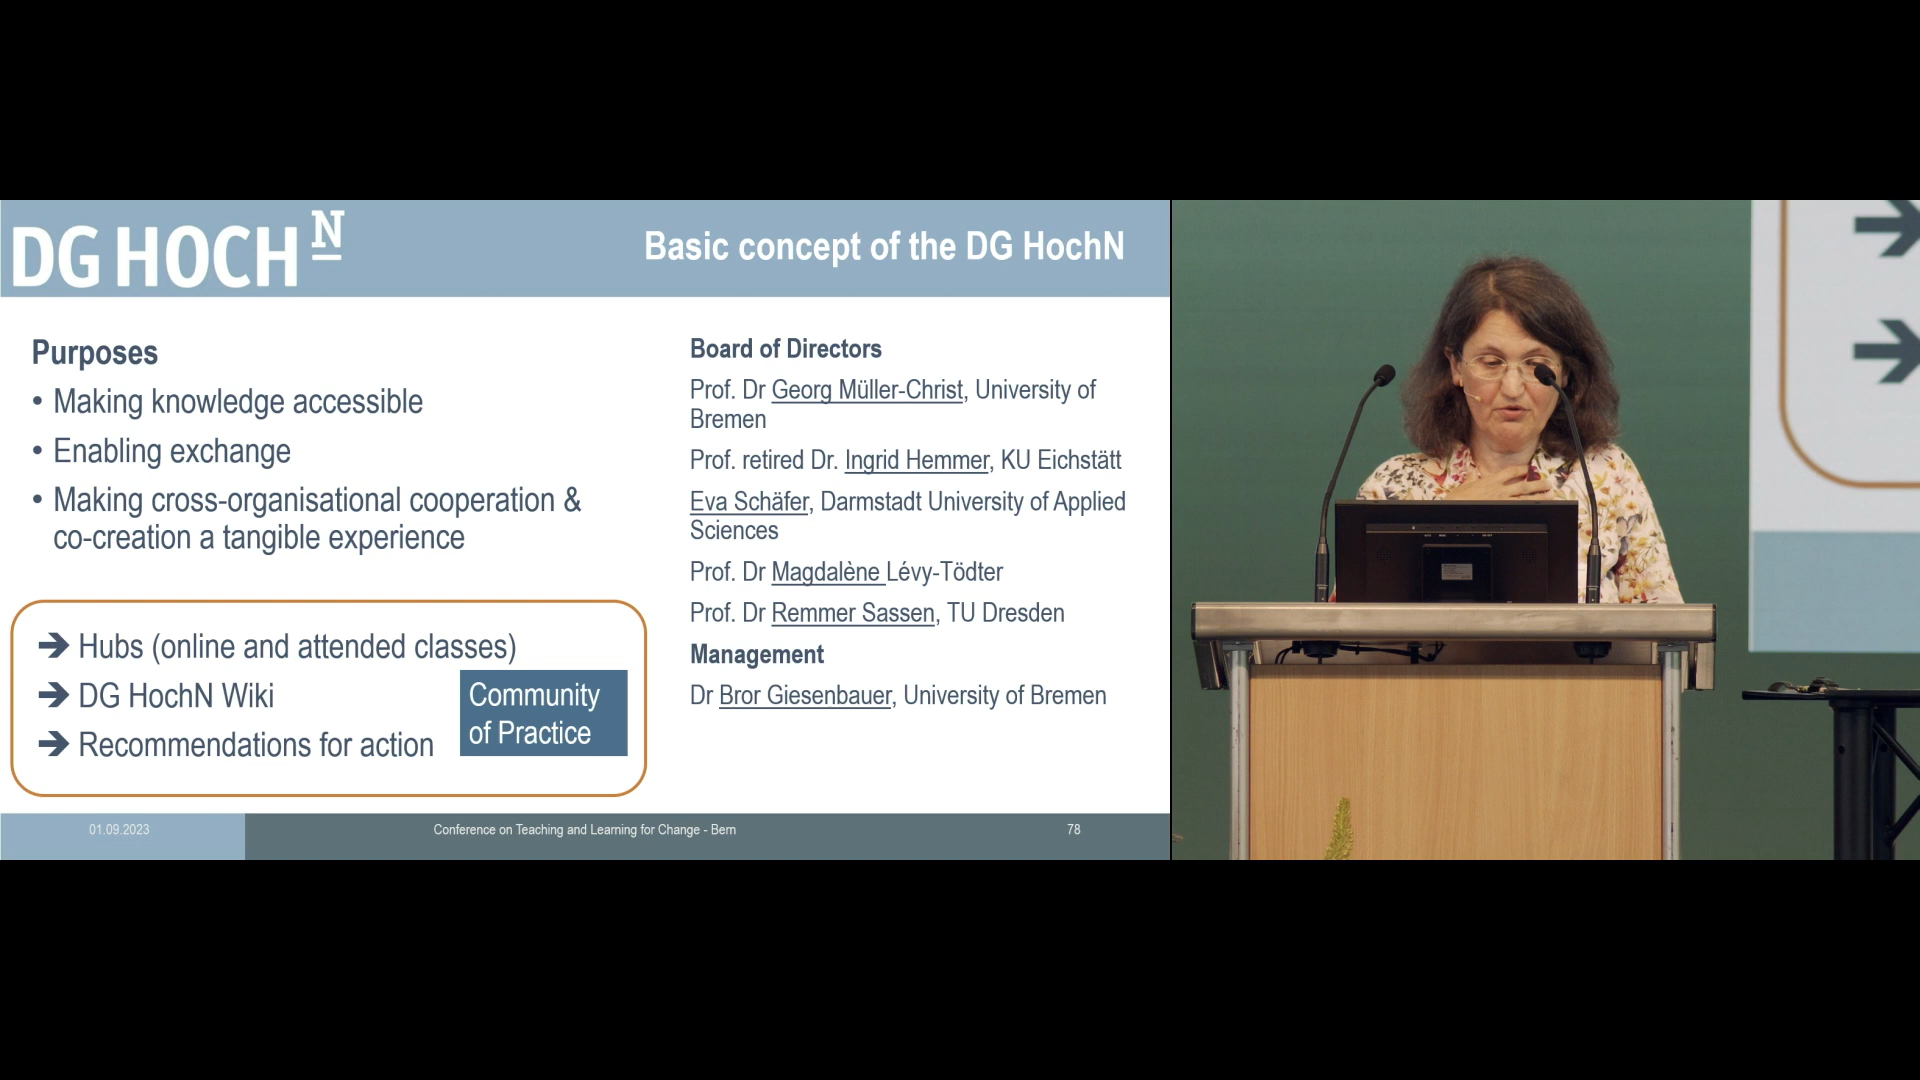 DG HOCH N
Basic concept of the DG HochN
Purposes
• Making knowledge accessible
• Enabling exchange
• Making cross-organisational cooperation &
co-creation a tangible experience
➔ Hubs (online and attended classes)
➔ DG HochN Wiki
➔ Recommendations for action
Community
of Practice
Board of Directors
Prof. Dr Georg Müller-Christ, University of
Bremen
Prof. retired Dr. Ingrid Hemmer, KU Eichstätt
Eva Schäfer, Darmstadt University of Applied
Sciences
Prof. Dr Magdalène Lévy-Tödter
Prof. Dr Remmer Sassen, TU Dresden
Management
Dr Bror Giesenbauer, University of Bremen
01.09.2023
Conference on Teaching and Learning for Change - Bern
78